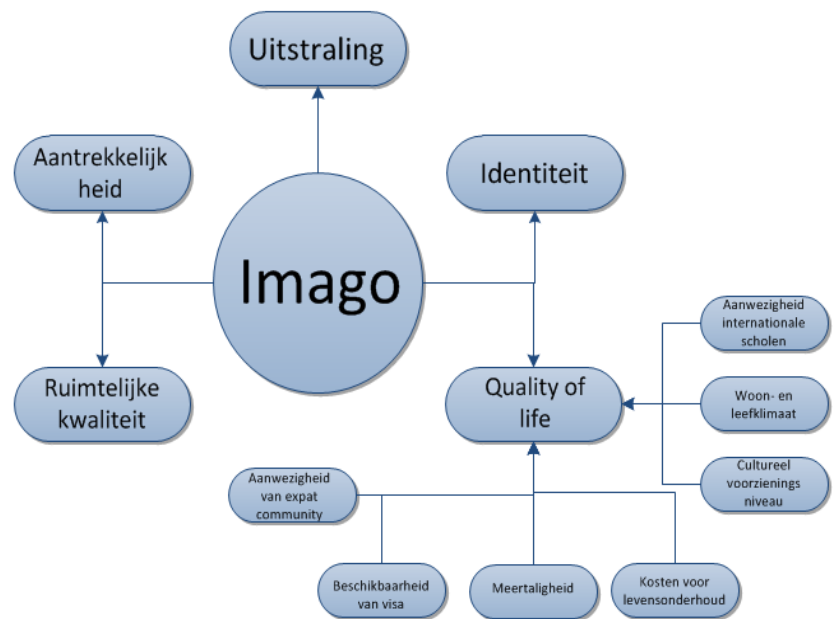 Uitstraling
Aantrekkelijk
heid
Identiteit
Imago
Ruimtelijke
kwaliteit
Quality of
life
Aanwezigheid
internationale
scholen
Woon- en
leefklimaat
Cultureel
voorzienings
niveau
Aanwezigheid
van expat
community
Beschikbaarheid
van visa
Meertaligheid
Kosten voor
levensonderhoud